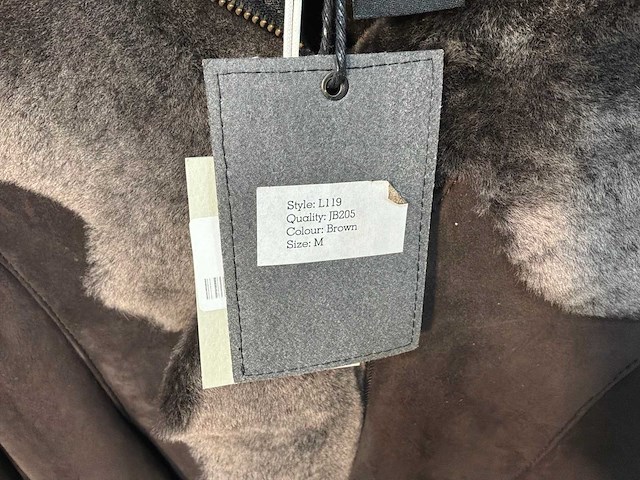 Style: L119
Quality: JB205
Colour: Brown
Size: M